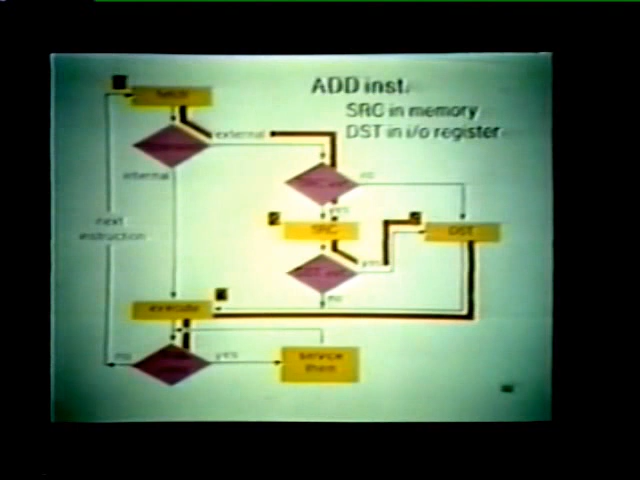 ADD inst.
SRC in memory
DST in i/o register
fetch
external
internal
no
yes
SRC
DST
next
instruction
yes
no
execute
no
yes
service
them